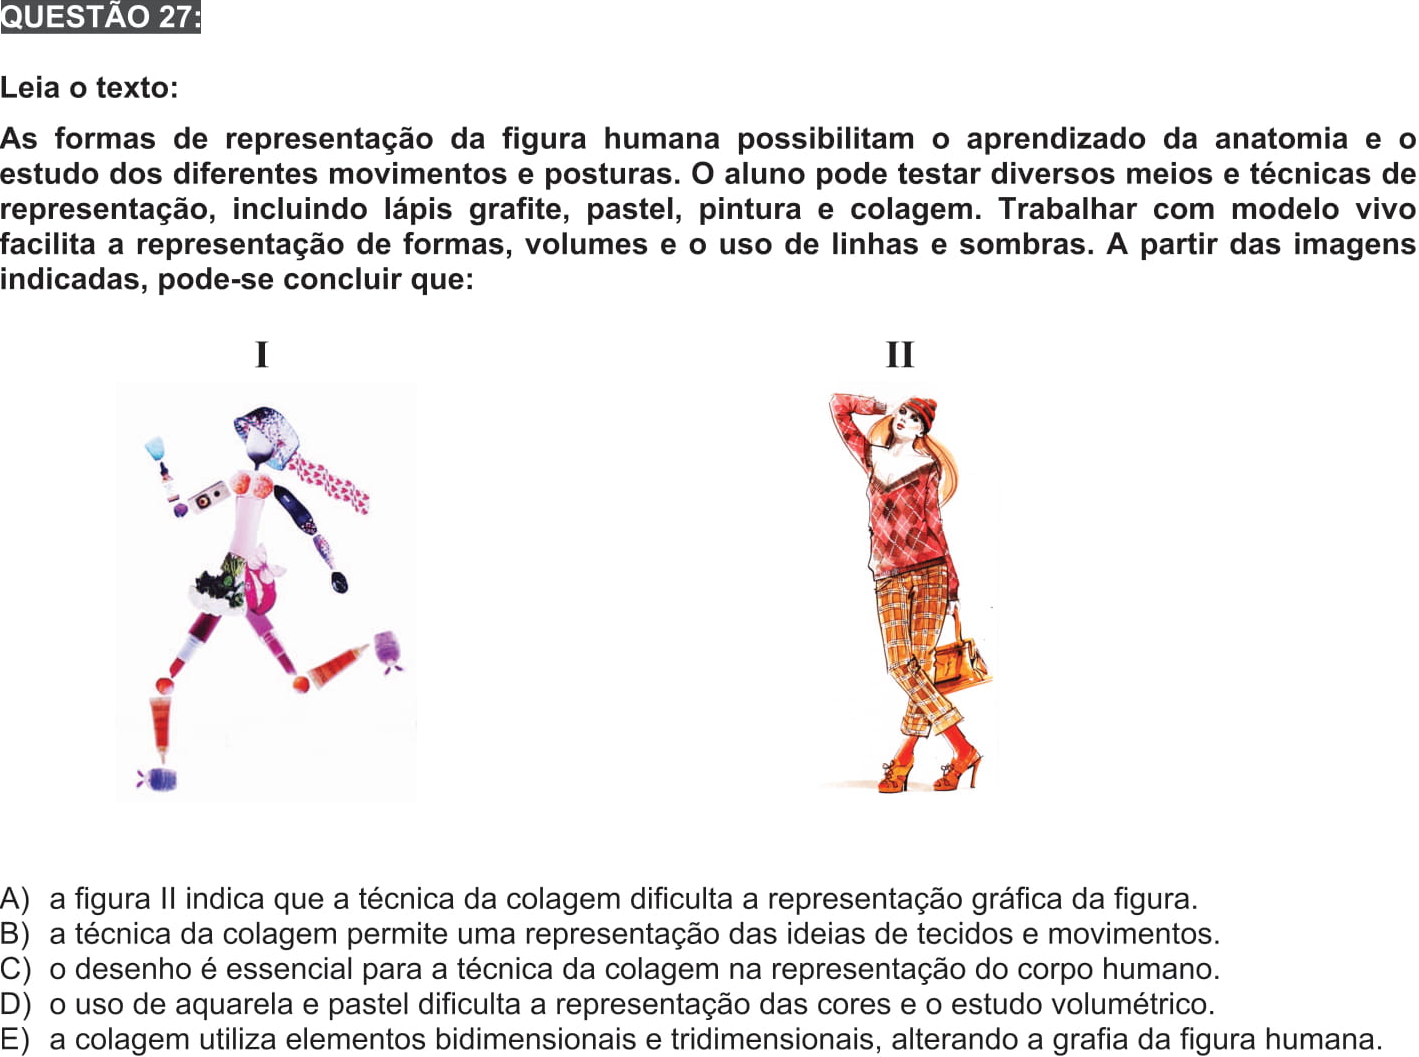 QUESTÃO 27:
Leia o texto:
As formas de representação da figura humana possibilitam o aprendizado da anatomia e o
estudo dos diferentes movimentos e posturas. O aluno pode testar diversos meios e técnicas de
representação, incluindo lápis grafite, pastel, pintura e colagem. Trabalhar com modelo vivo
facilita a representação de formas, volumes e o uso de linhas e sombras. A partir das imagens
indicadas, pode-se concluir que:
I II
A) a figura II indica que a técnica da colagem dificulta a representação gráfica da figura.
B) a técnica da colagem permite uma representação das ideias de tecidos e movimentos.
C) o desenho é essencial para a técnica da colagem na representação do corpo humano.
D) o uso de aquarela e pastel dificulta a representação das cores e o estudo volumétrico.
E) a colagem utiliza elementos bidimensionais e tridimensionais, alterando a grafia da figura humana.